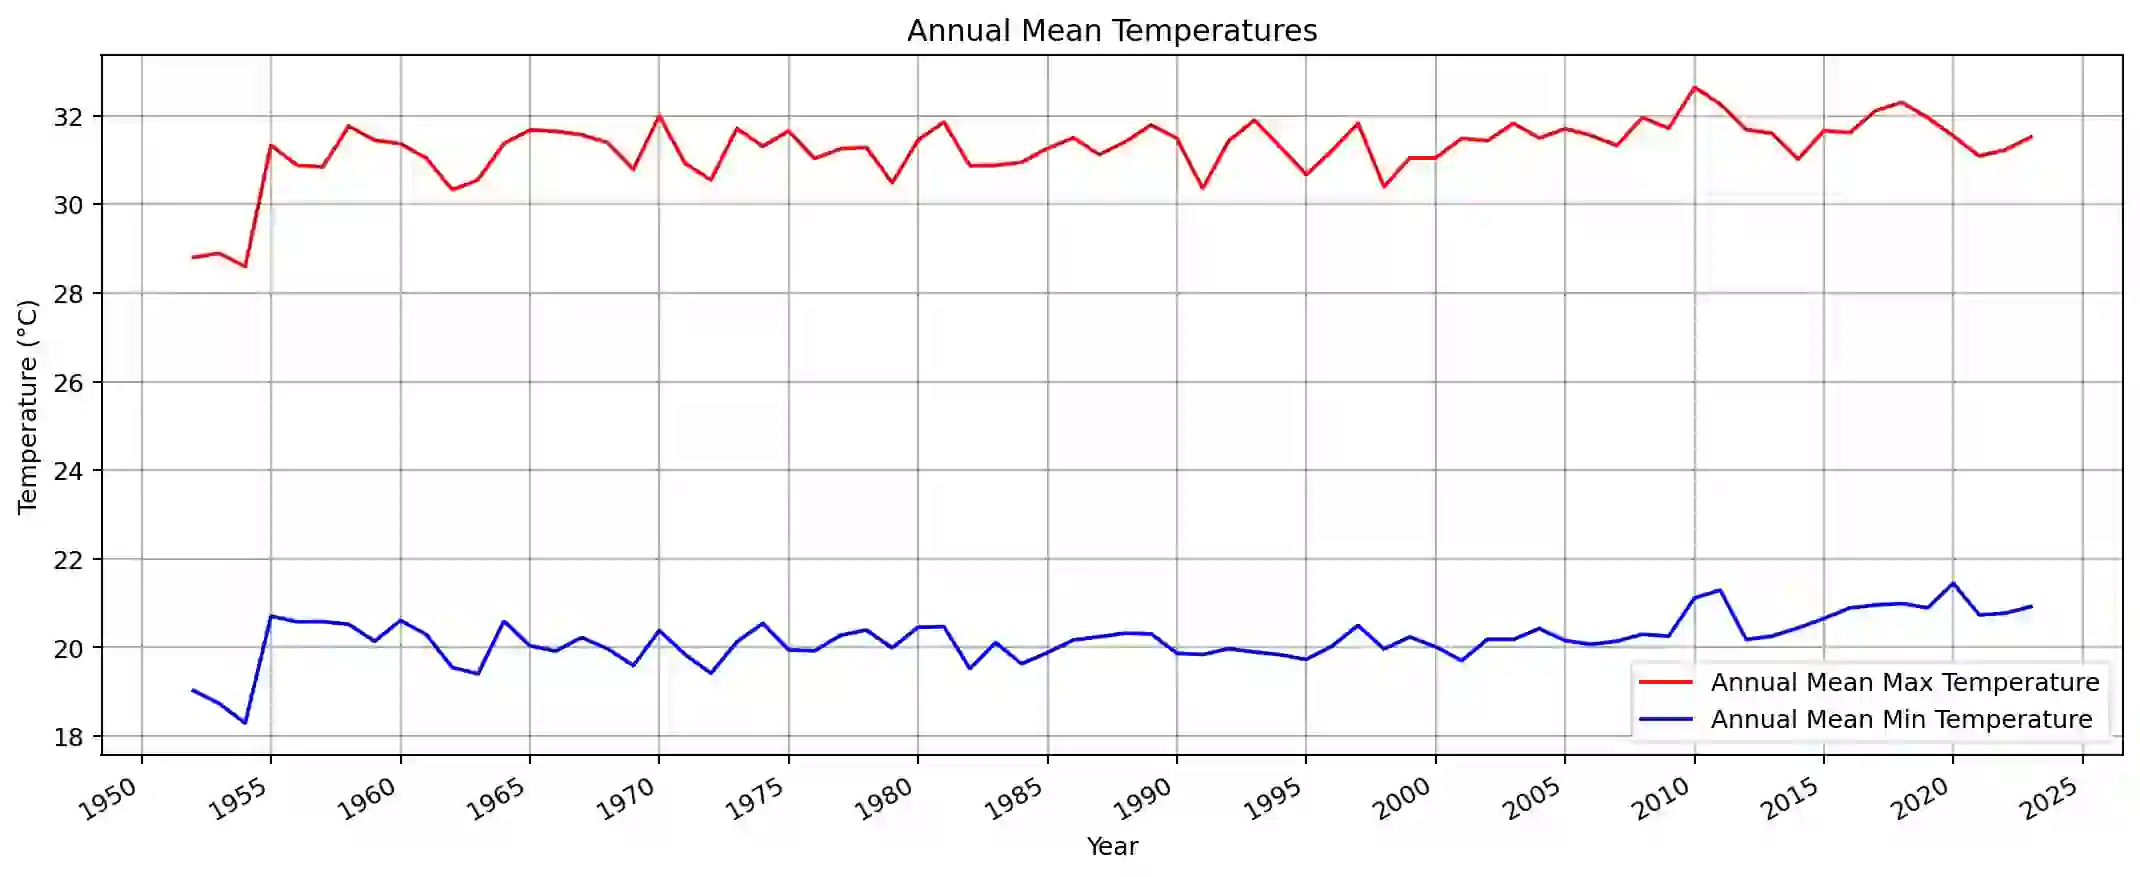 Annual Mean Temperatures
Temperature (°C)
32
30
28
26
24
22
20
18
Annual Mean Max Temperature
Annual Mean Min Temperature
1950 1955 1960 1965 1970 1975 1980 1985 1990 1995 2000 2005 2010 2015 2020 2025
Year